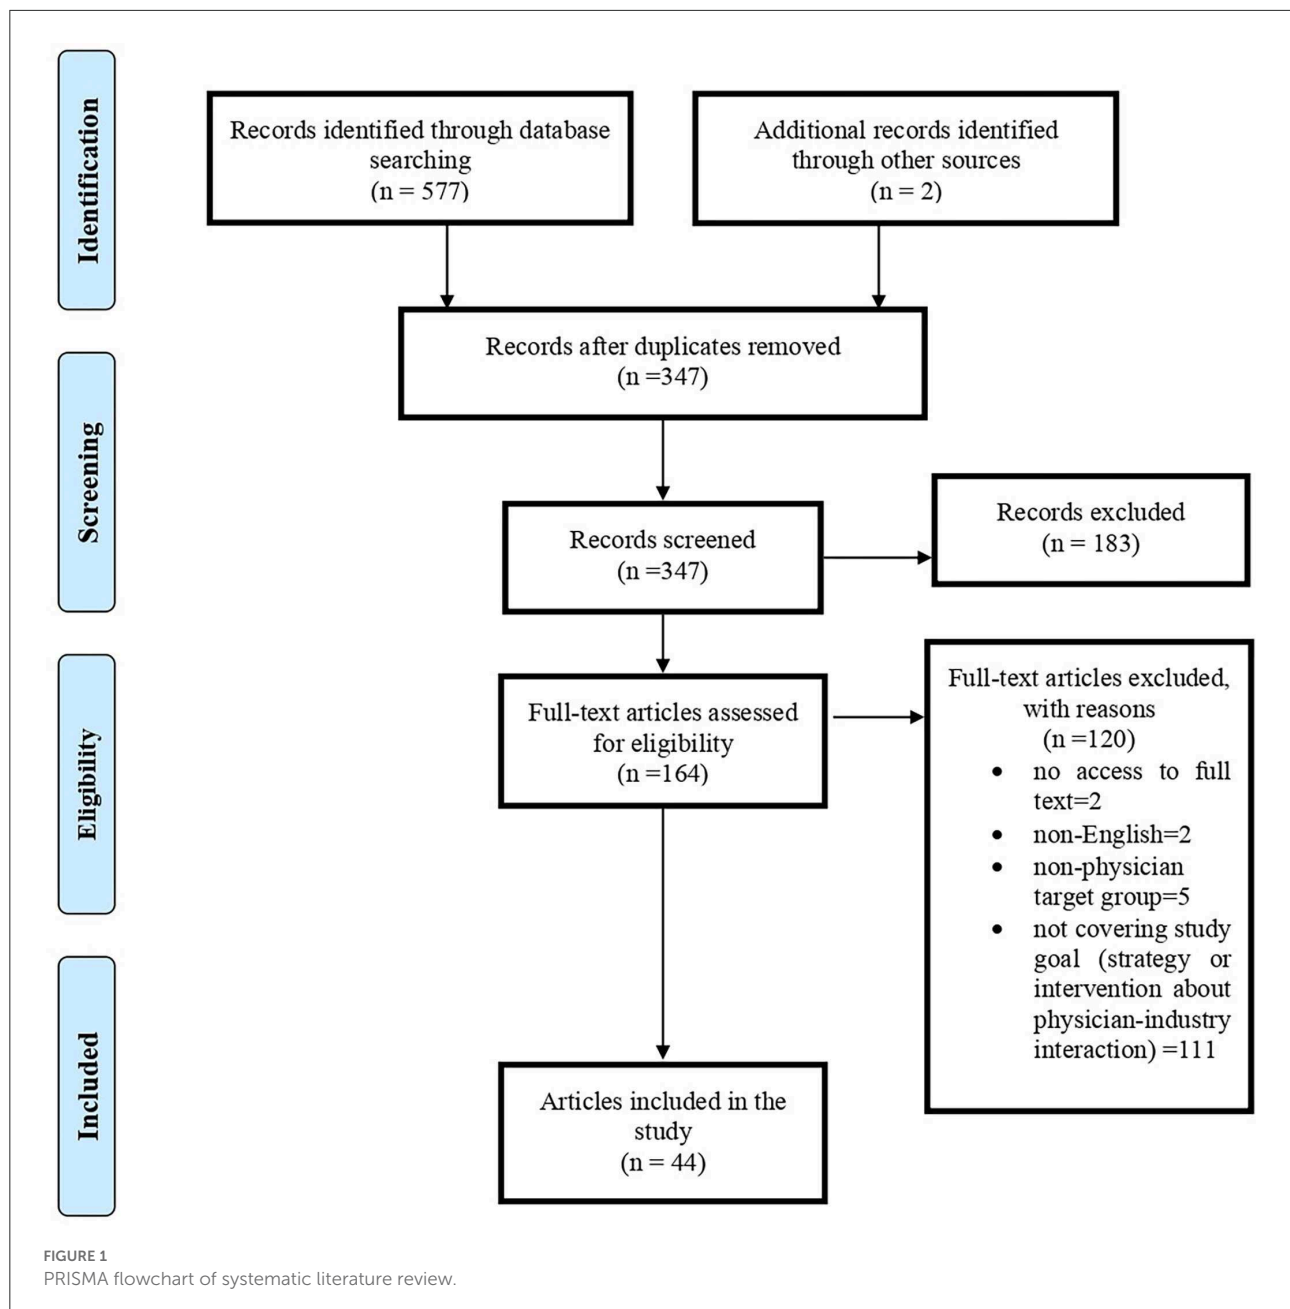 Identification
Records identified through database
searching
(n = 577)
Additional records identified
through other sources
(n = 2)
Records after duplicates removed
(n =347)
Screening
Records screened
(n =347)
Records excluded
(n = 183)
Eligibility
Full-text articles assessed
for eligibility
(n =164)
Full-text articles excluded,
with reasons
(n =120)
• no access to full
text=2
• non-English=2
• non-physician
target group=5
• not covering study
goal (strategy or
intervention about
physician-industry
interaction) =111
Included
Articles included in the
study
(n = 44)
FIGURE 1
PRISMA flowchart of systematic literature review.